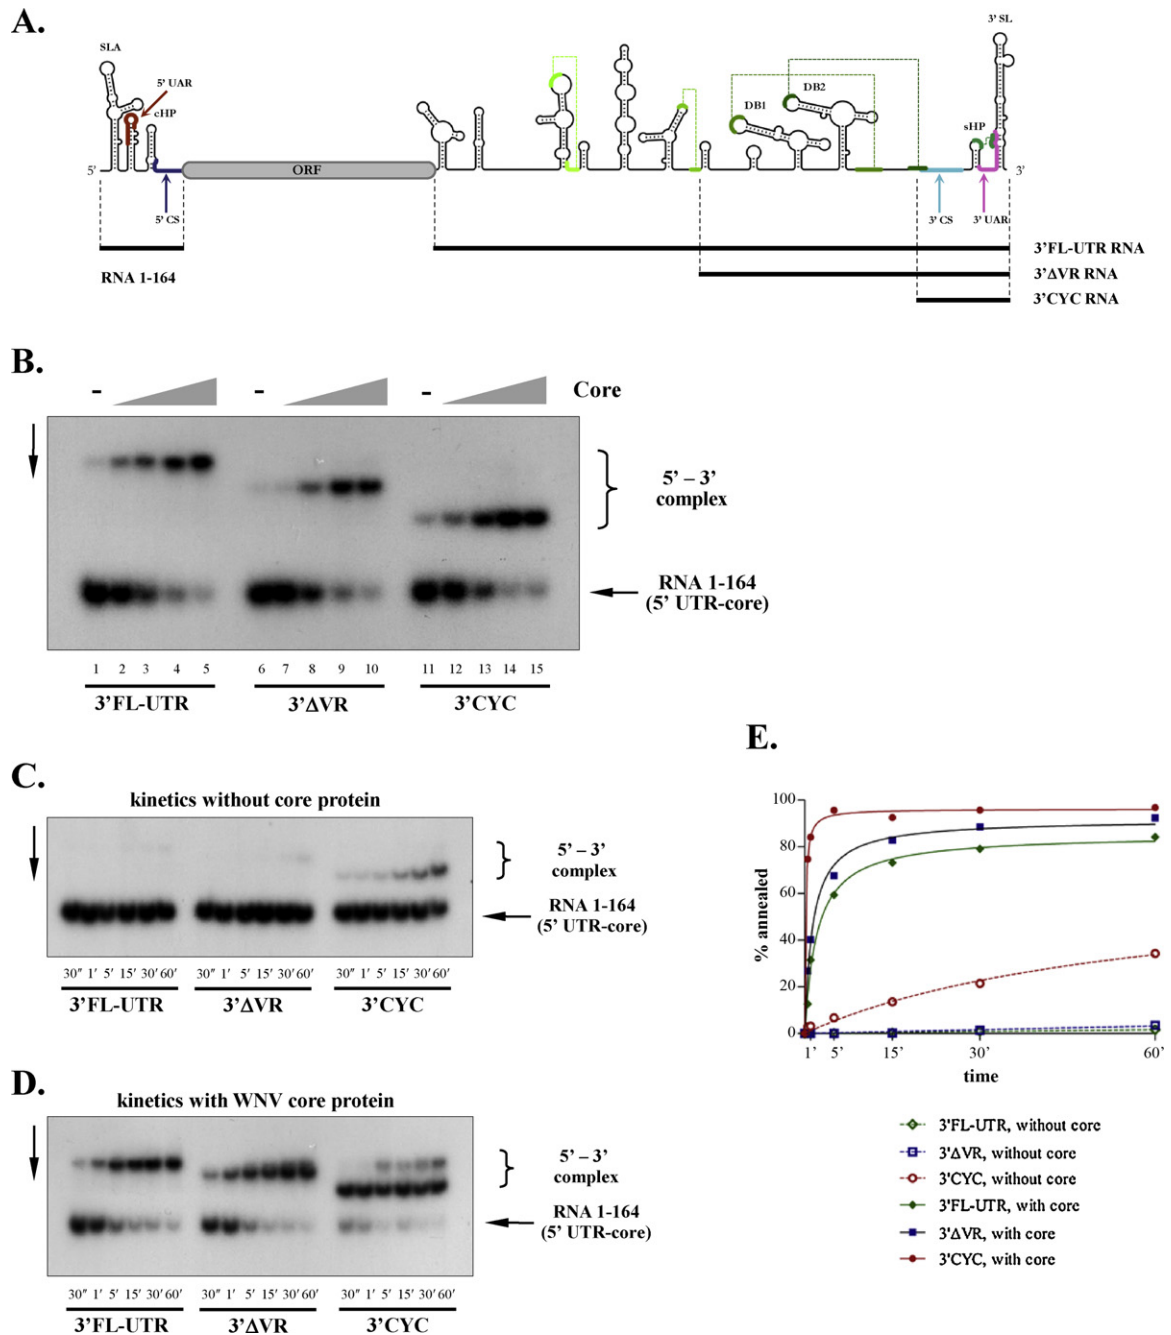 A.
SLA
5' UAR
cHP
5'
ORF
5' CS
DB1
DB2
sHP
3' SL
3'
3' CS
3' UAR
RNA 1-164
3'FL-UTR RNA
3'ΔVR RNA
3'CYC RNA
B.
- - - Core
5' – 3'
complex
RNA 1-164
(5' UTR-core)
1 2 3 4 5 6 7 8 9 10 11 12 13 14 15
3'FL-UTR 3'ΔVR 3'CYC
C.
kinetics without core protein
5' – 3'
complex
RNA 1-164
(5' UTR-core)
30" 1' 5' 15' 30' 60' 30" 1' 5' 15' 30' 60' 30" 1' 5' 15' 30' 60'
3'FL-UTR 3'ΔVR 3'CYC
D.
kinetics with WNV core protein
5' – 3'
complex
RNA 1-164
(5' UTR-core)
30" 1' 5' 15' 30' 60' 30" 1' 5' 15' 30' 60' 30" 1' 5' 15' 30' 60'
3'FL-UTR 3'ΔVR 3'CYC
E.
% annealed
100
80
60
40
20
0
1' 5' 15' 30' 60'
time
3'FL-UTR, without core
3'ΔVR, without core
3'CYC, without core
3'FL-UTR, with core
3'ΔVR, with core
3'CYC, with core